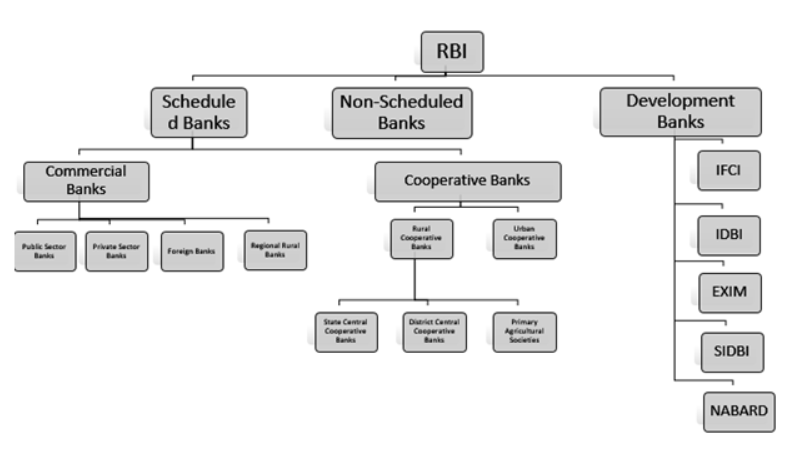 RBI
Schedule
d Banks
Non-Scheduled
Banks
Development
Banks
Commercial
Banks
Cooperative Banks
IFCI
Public Sector
Banks
Private Sector
Banks
Foreign Banks
Regional Rural
Banks
Rural
Cooperative
Banks
Urban
Cooperative
Banks
IDBI
EXIM
State Central
Cooperative
Banks
District Central
Cooperative
Banks
Primary
Agricultural
Societies
SIDBI
NABARD